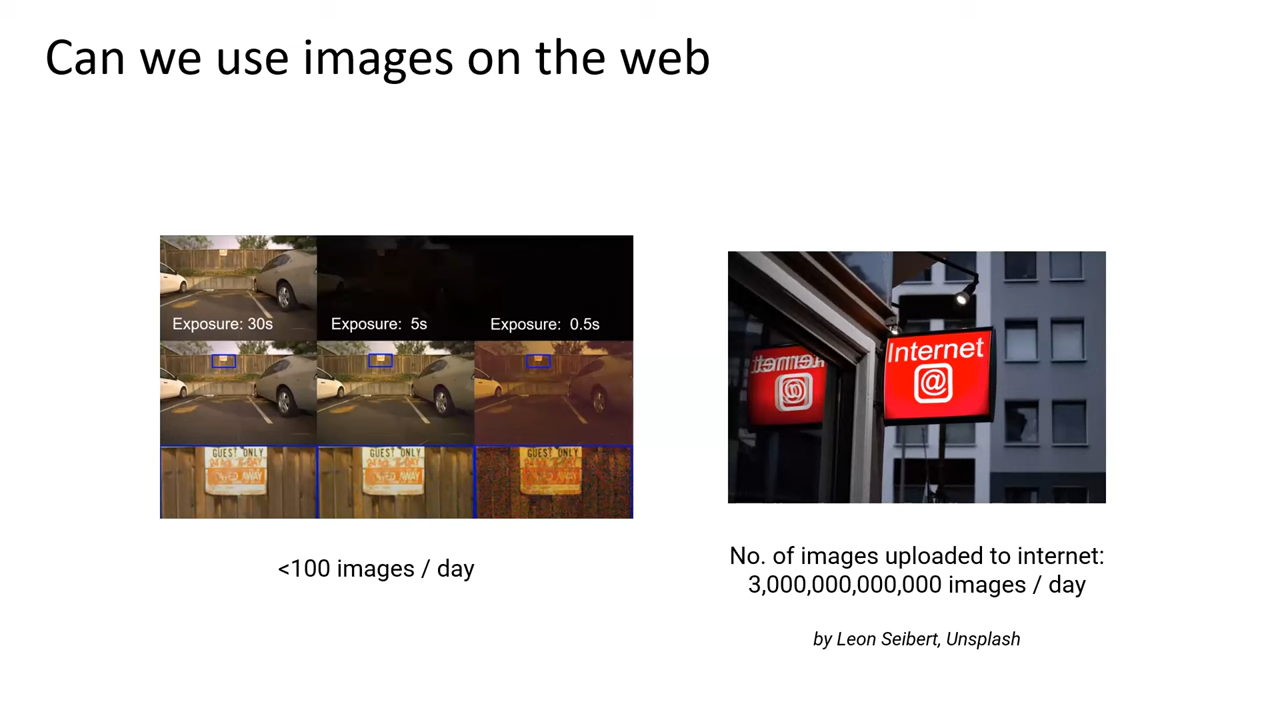 Can we use images on the web
Exposure: 30s
Exposure: 5s
Exposure: 0.5s
GUEST ONLY
GUEST ONLY
GUEST ONLY
Internet
@
<100 images / day
No. of images uploaded to internet:
3,000,000,000,000 images / day
by Leon Seibert, Unsplash